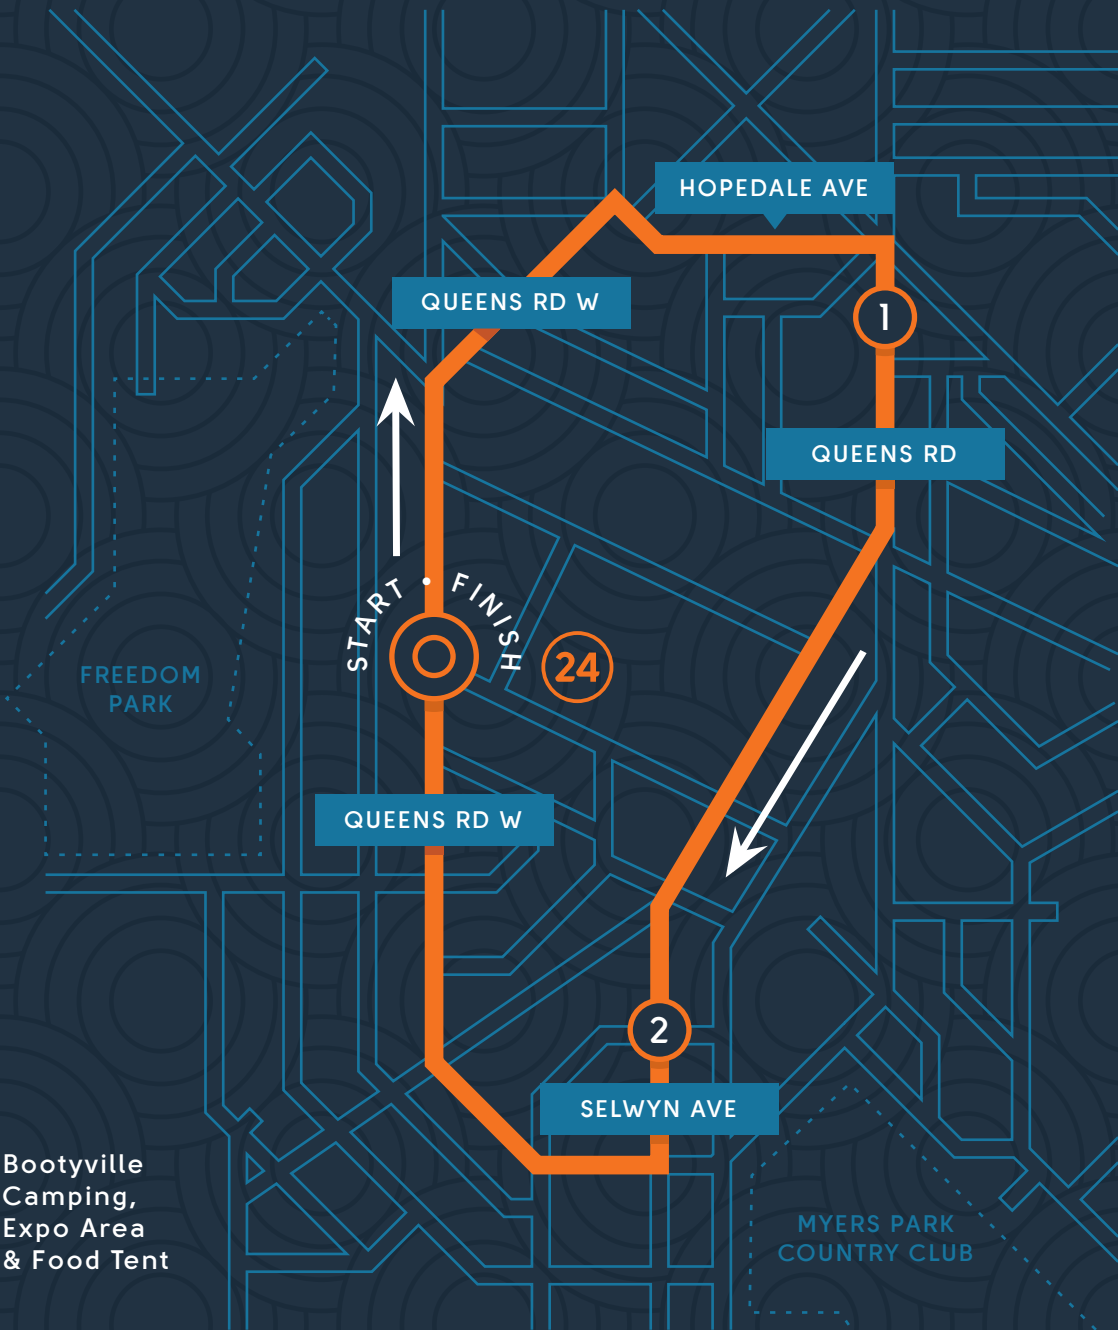 HOPEDALE AVE
QUEENS RD W
1
QUEENS RD
START • FINISH
24
FREEDOM
PARK
QUEENS RD W
2
SELWYN AVE
Bootyville
Camping,
Expo Area
& Food Tent
MYERS PARK
COUNTRY CLUB